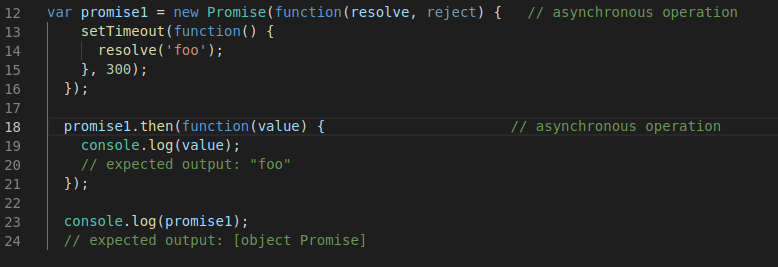 12 var promise1 = new Promise(function(resolve, reject) { // asynchronous operation
13 setTimeout(function() {
14 resolve('foo');
15 }, 300);
16 });
17
18 promise1.then(function(value) { // asynchronous operation
19 console.log(value);
20 // expected output: "foo"
21 });
22
23 console.log(promise1);
24 // expected output: [object Promise]